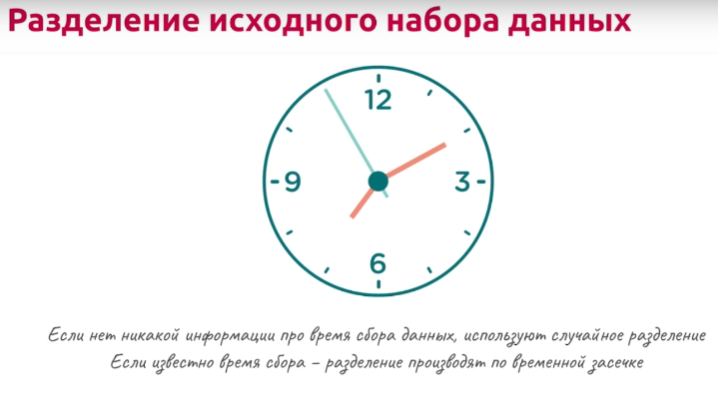 Разделение исходного набора данных
12
9
3
6
Если нет никакой информации про время сбора данных, используют случайное разделение
Если известно время сбора – разделение производят по временной засечке